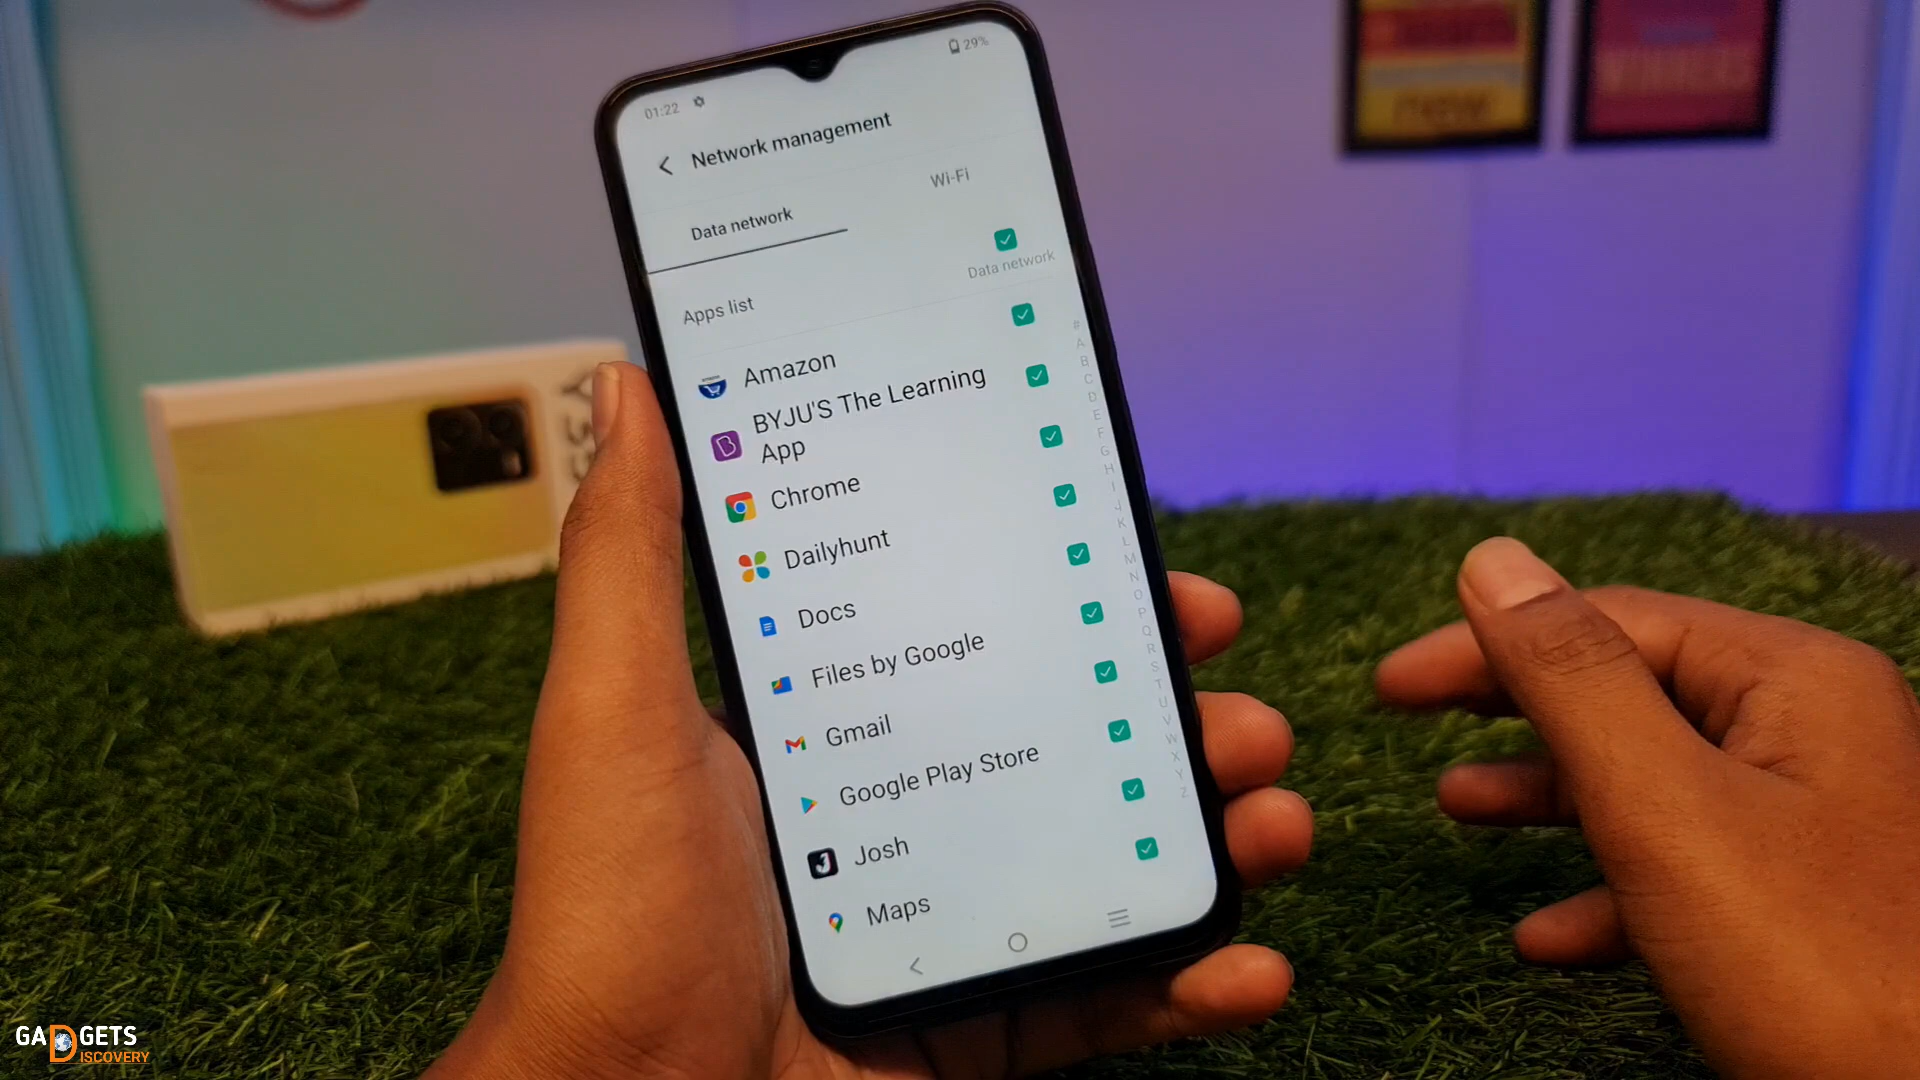 01:22
29%
Network management
Data network
Wi-Fi
Apps list
Data network
Amazon
BYJU'S The Learning
App
Chrome
Dailyhunt
Docs
Files by Google
Gmail
Google Play Store
Josh
Maps
#
A
B
C
D
E
F
G
H
I
J
K
L
M
N
O
P
Q
R
S
T
U
V
W
X
Y
Z
new
GADGETS
DISCOVERY